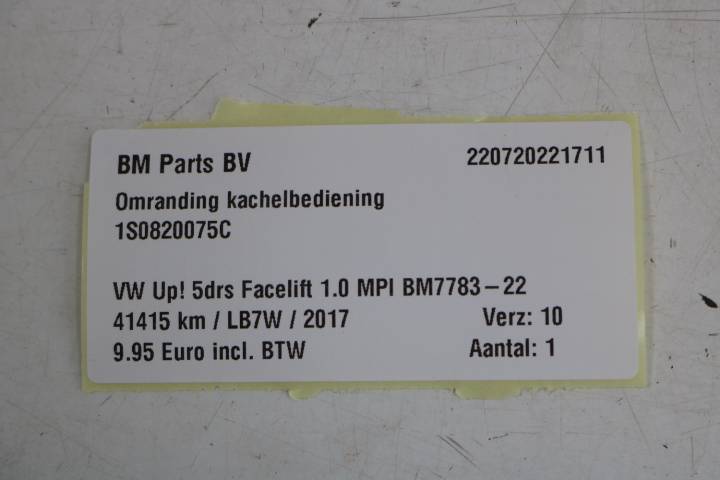 BM Parts BV 220720221711
Omranding kachelbediening
1S0820075C
VW Up! 5drs Facelift 1.0 MPI BM7783-22
41415 km / LB7W / 2017 Verz: 10
9.95 Euro incl. BTW Aantal: 1